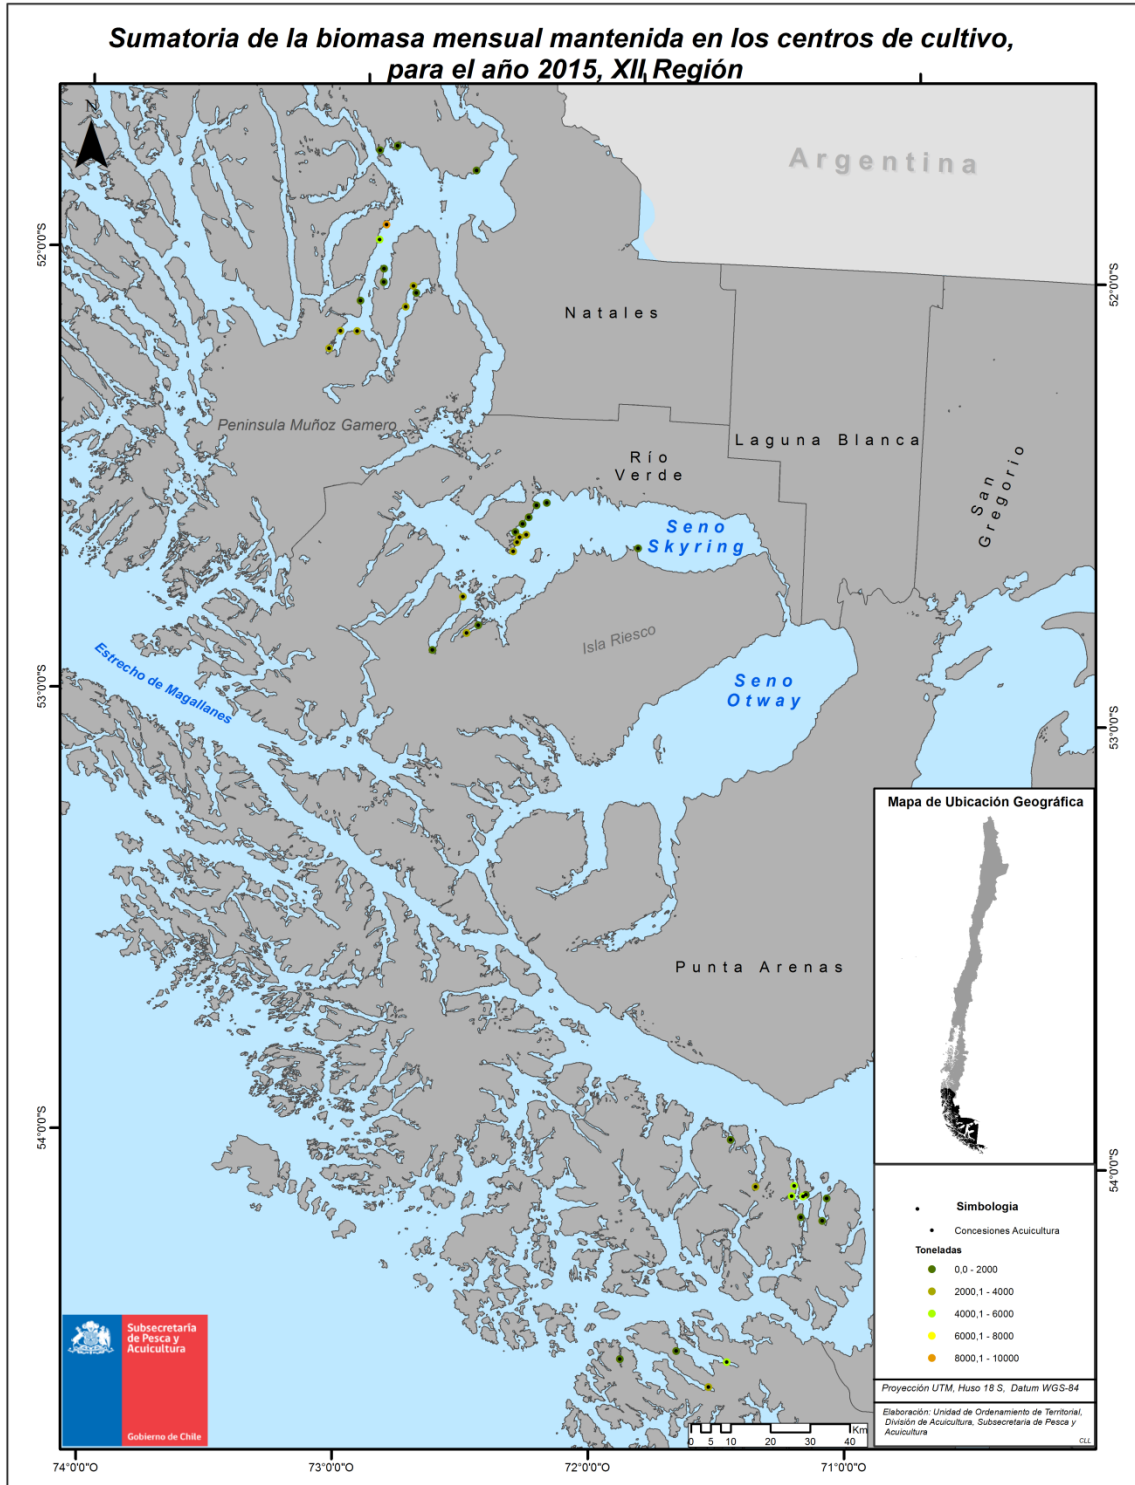 Sumatoria de la biomasa mensual mantenida en los centros de cultivo,
para el año 2015, XII Región
N
Argentina
52°0'0"S
52°0'0"S
Natales
Peninsula Muñoz Gamero
Laguna Blanca
Río
Verde
San
Gregorio
Seno
Skyring
Isla Riesco
Estrecho de Magallanes
53°0'0"S
53°0'0"S
Seno
Otway
Mapa de Ubicación Geográfica
Punta Arenas
54°0'0"S
54°0'0"S
Simbologia
Concesiones Acuicultura
Toneladas
0,0 - 2000
2000,1 - 4000
4000,1 - 6000
6000,1 - 8000
8000,1 - 10000
Proyección UTM, Huso 18 S, Datum WGS-84
Elaboración: Unidad de Ordenamiento de Territorial,
División de Acuicultura, Subsecretaria de Pesca y
Acuicultura
CLL
Subsecretaría
de Pesca y
Acuicultura
Gobierno de Chile
Km
0 5 10 20 30 40
74°0'0"O
73°0'0"O
72°0'0"O
71°0'0"O